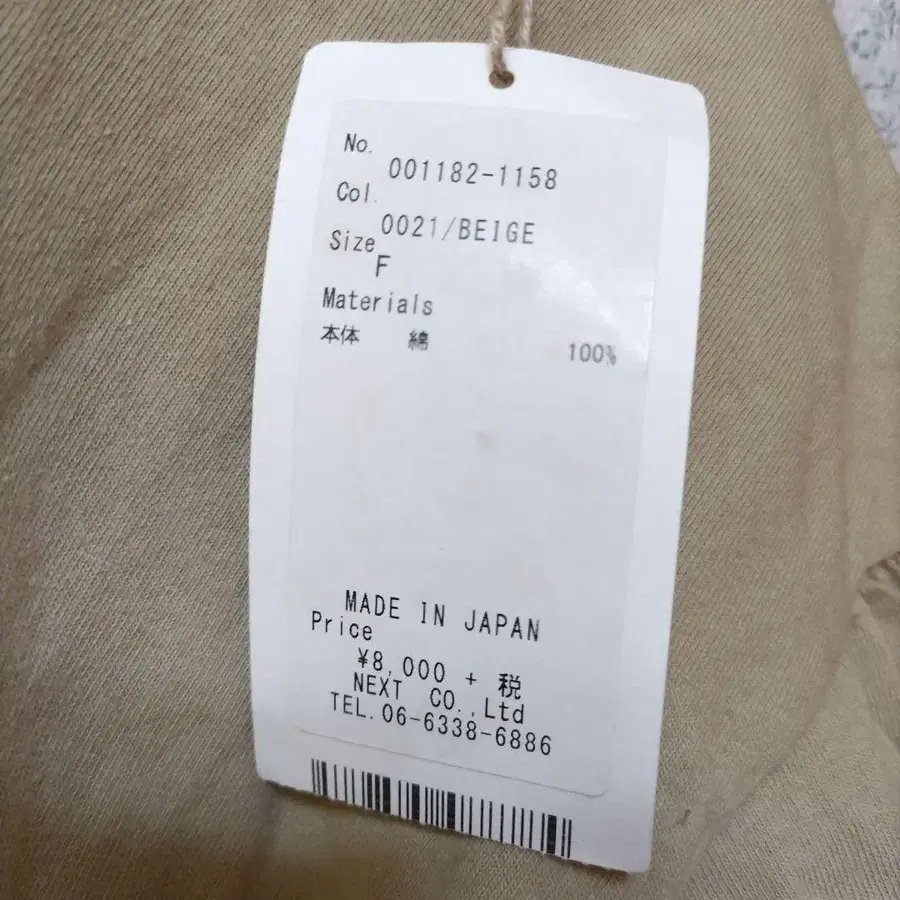 No.
001182-1158
Col.
0021/BEIGE
Size
F
Materials
本体 綿 100%
MADE IN JAPAN
Price
¥8,000 + 税
NEXT CO.,Ltd
TEL.06-6338-6886